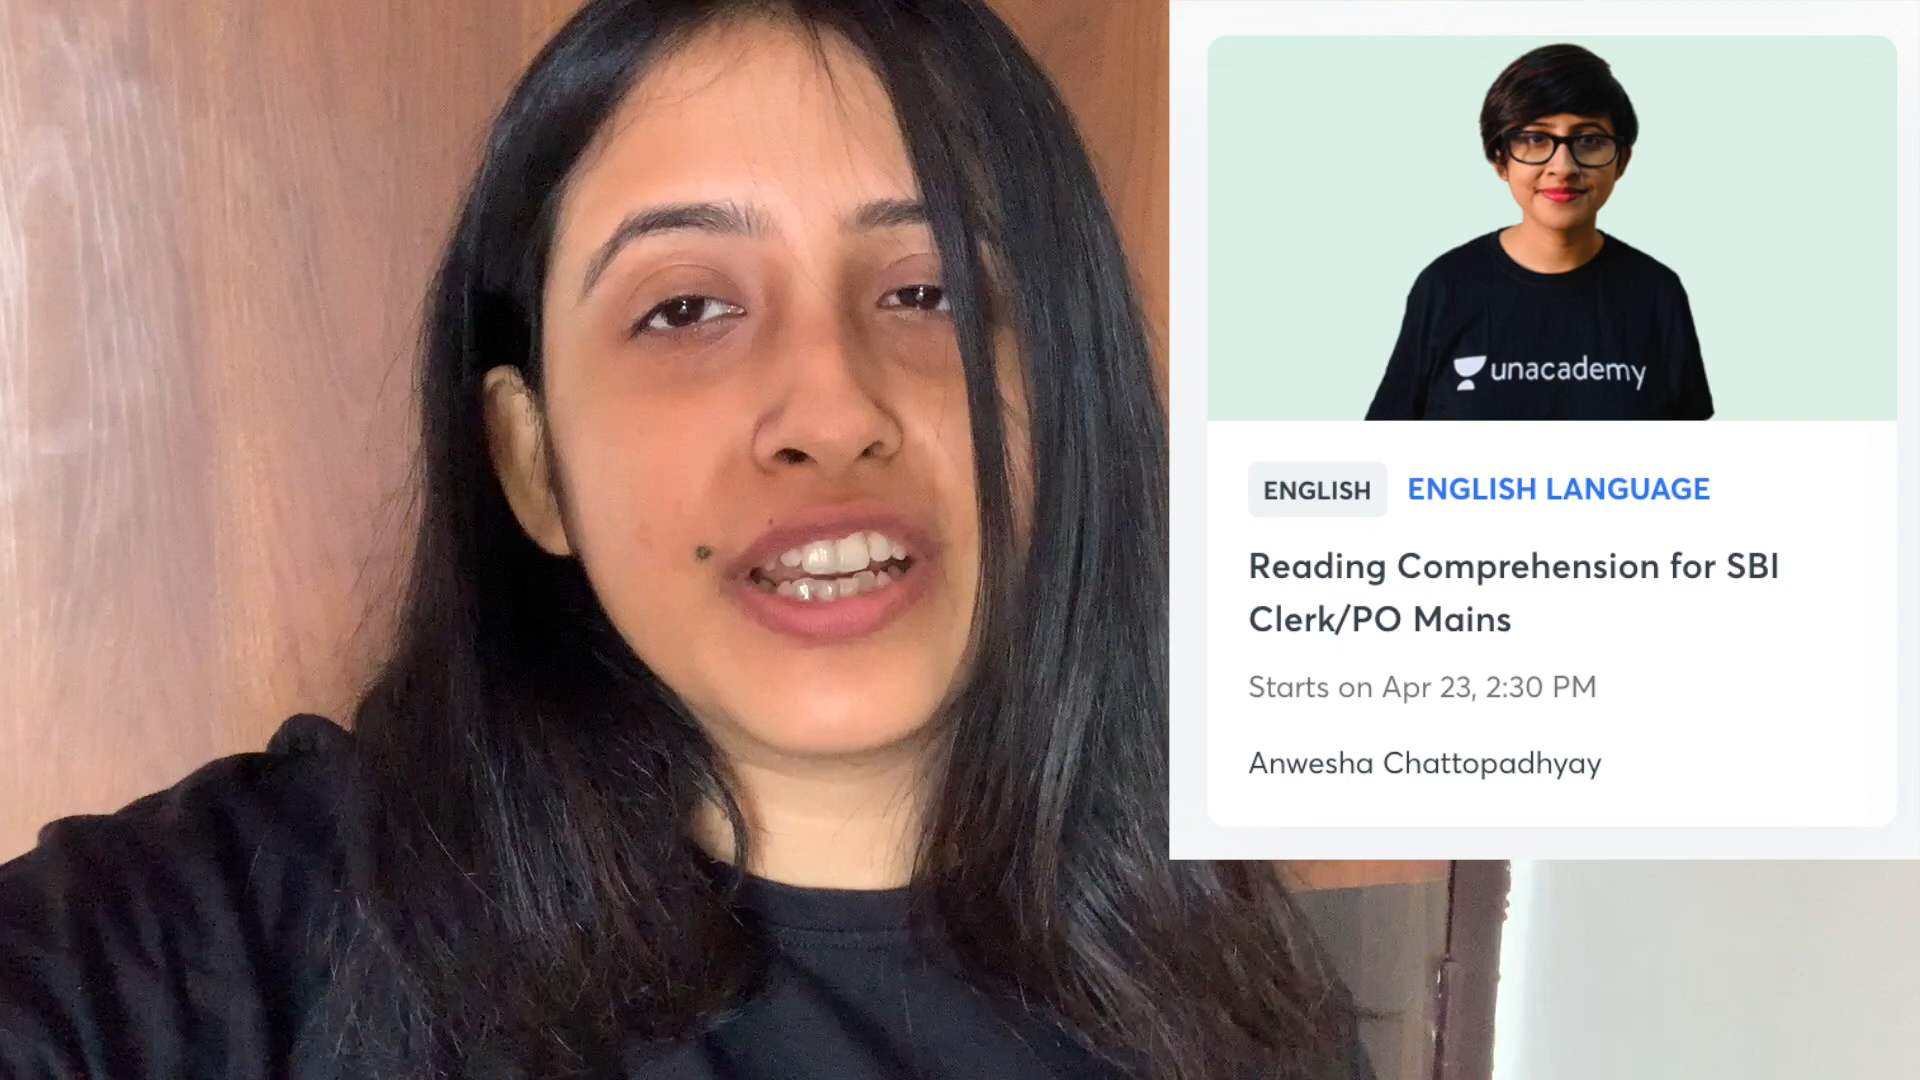 unacademy
ENGLISH ENGLISH LANGUAGE
Reading Comprehension for SBI
Clerk/PO Mains
Starts on Apr 23, 2:30 PM
Anwesha Chattopadhyay